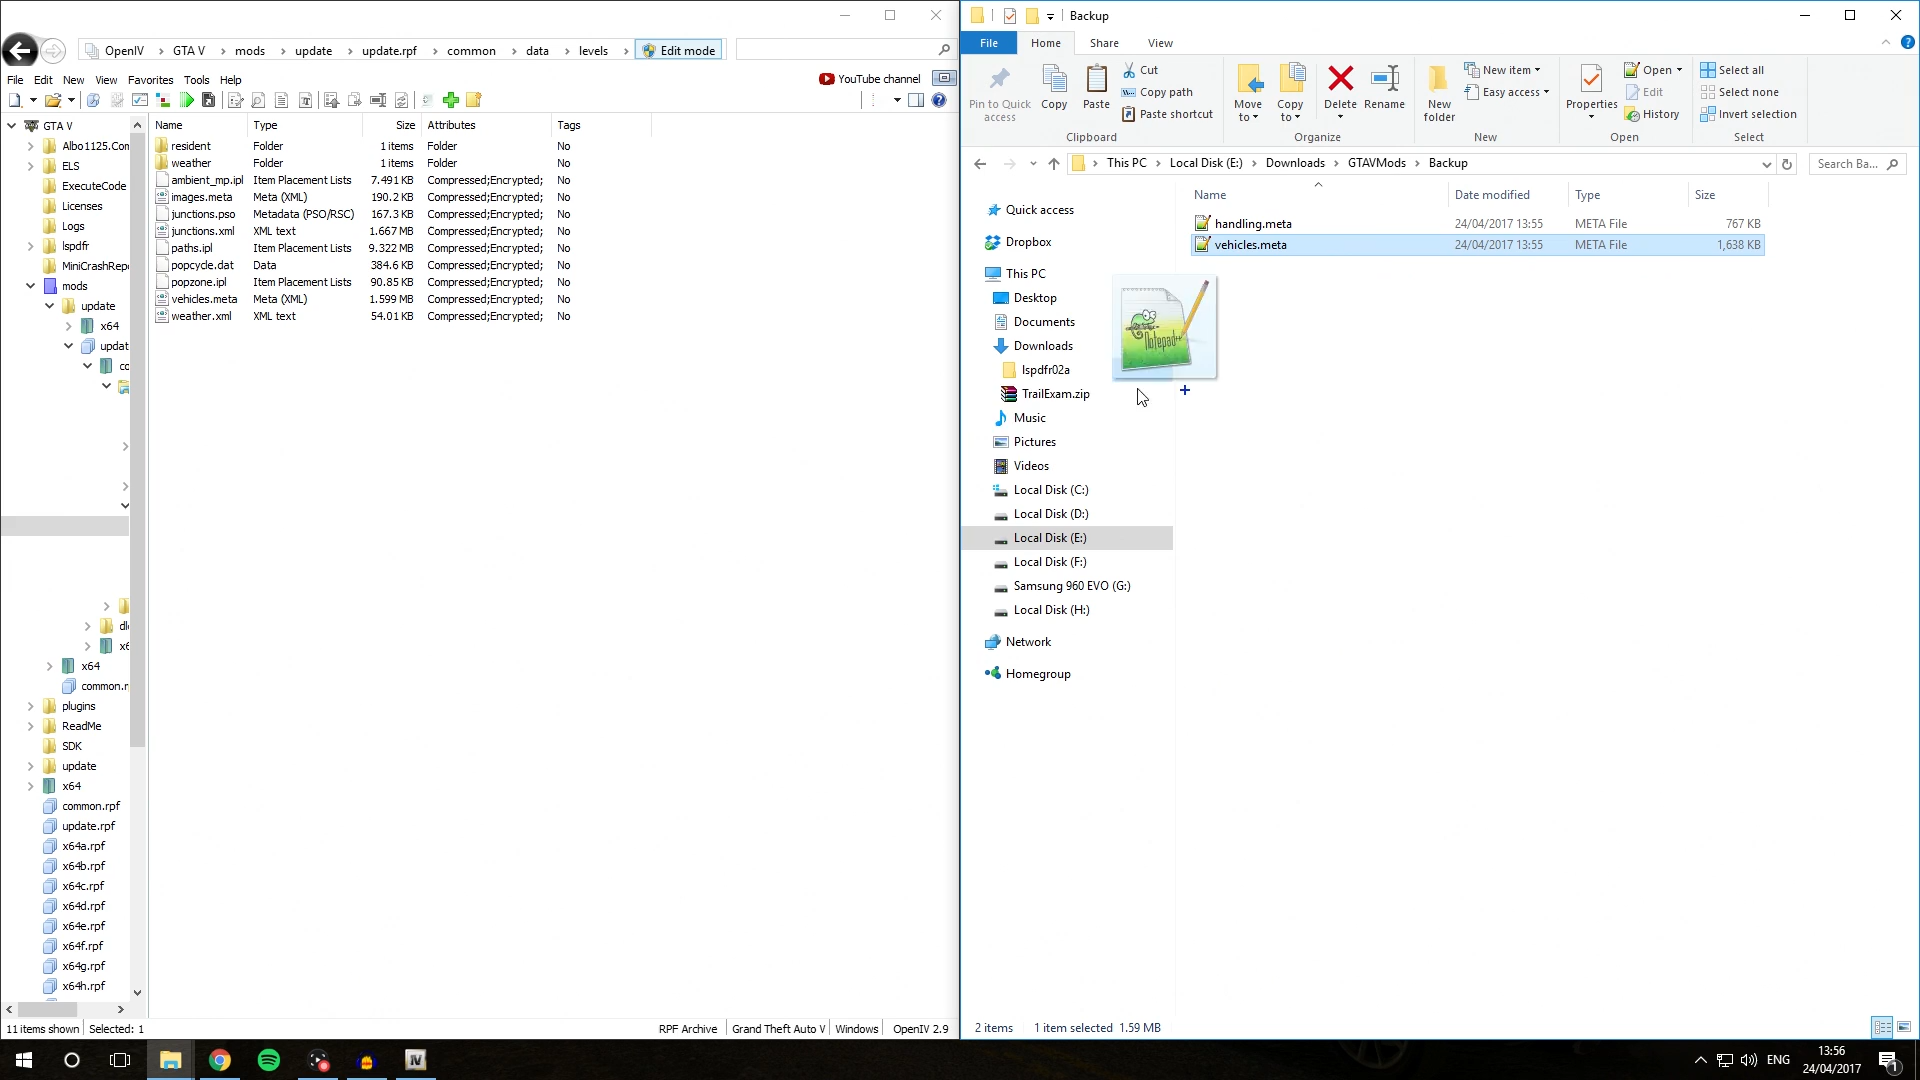 OpenIV
GTA V
mods
update
update.rpf
common
data
levels
Edit mode
File
Edit
New
View
Favorites
Tools
Help
YouTube channel
GTA V
Albo1125.Con
ELS
ExecuteCode
Licenses
Logs
lspdfr
MiniCrashRepo
mods
update
x64
updat
co
dl
x6
x64
common.r
plugins
ReadMe
SDK
update
x64
common.rpf
update.rpf
x64a.rpf
x64b.rpf
x64c.rpf
x64d.rpf
x64e.rpf
x64f.rpf
x64g.rpf
x64h.rpf
Name Type Size Attributes Tags
resident Folder 1 items Folder No
weather Folder 1 items Folder No
ambient_mp.ipl Item Placement Lists 7.491 KB Compressed;Encrypted; No
images.meta Meta (XML) 190.2 KB Compressed;Encrypted; No
junctions.pso Metadata (PSO/RSC) 167.3 KB Compressed;Encrypted; No
junctions.xml XML text 1.667 MB Compressed;Encrypted; No
paths.ipl Item Placement Lists 9.322 MB Compressed;Encrypted; No
popcycle.dat Data 384.6 KB Compressed;Encrypted; No
popzone.ipl Item Placement Lists 90.85 KB Compressed;Encrypted; No
vehicles.meta Meta (XML) 1.599 MB Compressed;Encrypted; No
weather.xml XML text 54.01 KB Compressed;Encrypted; No
11 items shown Selected: 1
RPF Archive Grand Theft Auto V Windows OpenIV 2.9
Backup
File Home Share View
Pin to Quick access
Copy
Paste
Cut
Copy path
Paste shortcut
Clipboard
Move to
Copy to
Delete
Rename
Organize
New folder
New item
Easy access
New
Properties
Open
Edit
History
Open
Select all
Select none
Invert selection
Select
This PC
Local Disk (E:)
Downloads
GTAVMods
Backup
Search Ba...
Quick access
Dropbox
This PC
Desktop
Documents
Downloads
lspdfr02a
TrailExam.zip
Music
Pictures
Videos
Local Disk (C:)
Local Disk (D:)
Local Disk (E:)
Local Disk (F:)
Samsung 960 EVO (G:)
Local Disk (H:)
Network
Homegroup
Name Date modified Type Size
handling.meta 24/04/2017 13:55 META File 767 KB
vehicles.meta 24/04/2017 13:55 META File 1,638 KB
Notepad++
2 items 1 item selected 1.59 MB
IV
ENG
13:56
24/04/2017
1